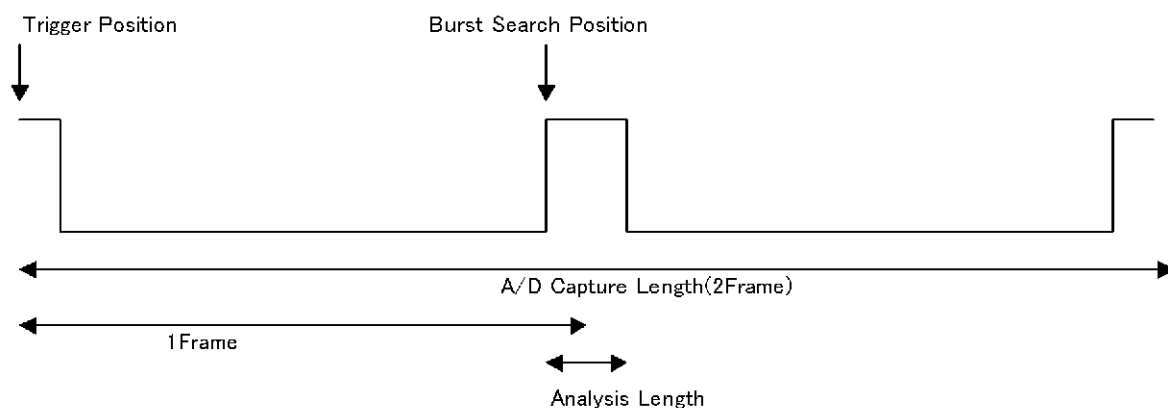 Trigger Position
Burst Search Position
A/D Capture Length(2Frame)
1Frame
Analysis Length